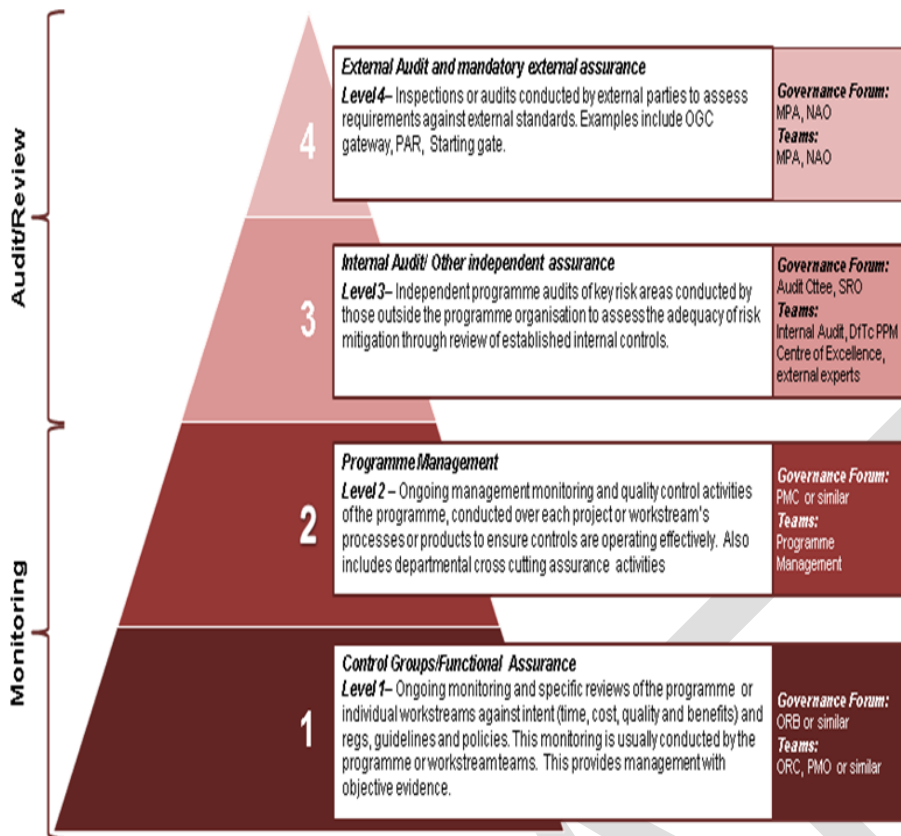 Audit/Review
Monitoring
4
External Audit and mandatory external assurance
Level 4– Inspections or audits conducted by external parties to assess
requirements against external standards. Examples include OGC
gateway, PAR, Starting gate.
Governance Forum:
MPA, NAO
Teams:
MPA, NAO
3
Internal Audit/ Other independent assurance
Level 3– Independent programme audits of key risk areas conducted by
those outside the programme organisation to assess the adequacy of risk
mitigation through review of established internal controls.
Governance Forum:
Audit Cttee, SRO
Teams:
Internal Audit, DfTc PPM
Centre of Excellence,
external experts
2
Programme Management
Level 2 – Ongoing management monitoring and quality control activities
of the programme, conducted over each project or workstream's
processes or products to ensure controls are operating effectively. Also
includes departmental cross cutting assurance activities
Governance Forum:
PMC or similar
Teams:
Programme
Management
1
Control Groups/Functional Assurance
Level 1– Ongoing monitoring and specific reviews of the programme or
individual workstreams against intent (time, cost, quality and benefits) and
regs, guidelines and policies. This monitoring is usually conducted by the
programme or workstream teams. This provides management with
objective evidence.
Governance Forum:
ORB or similar
Teams:
ORC, PMO or similar